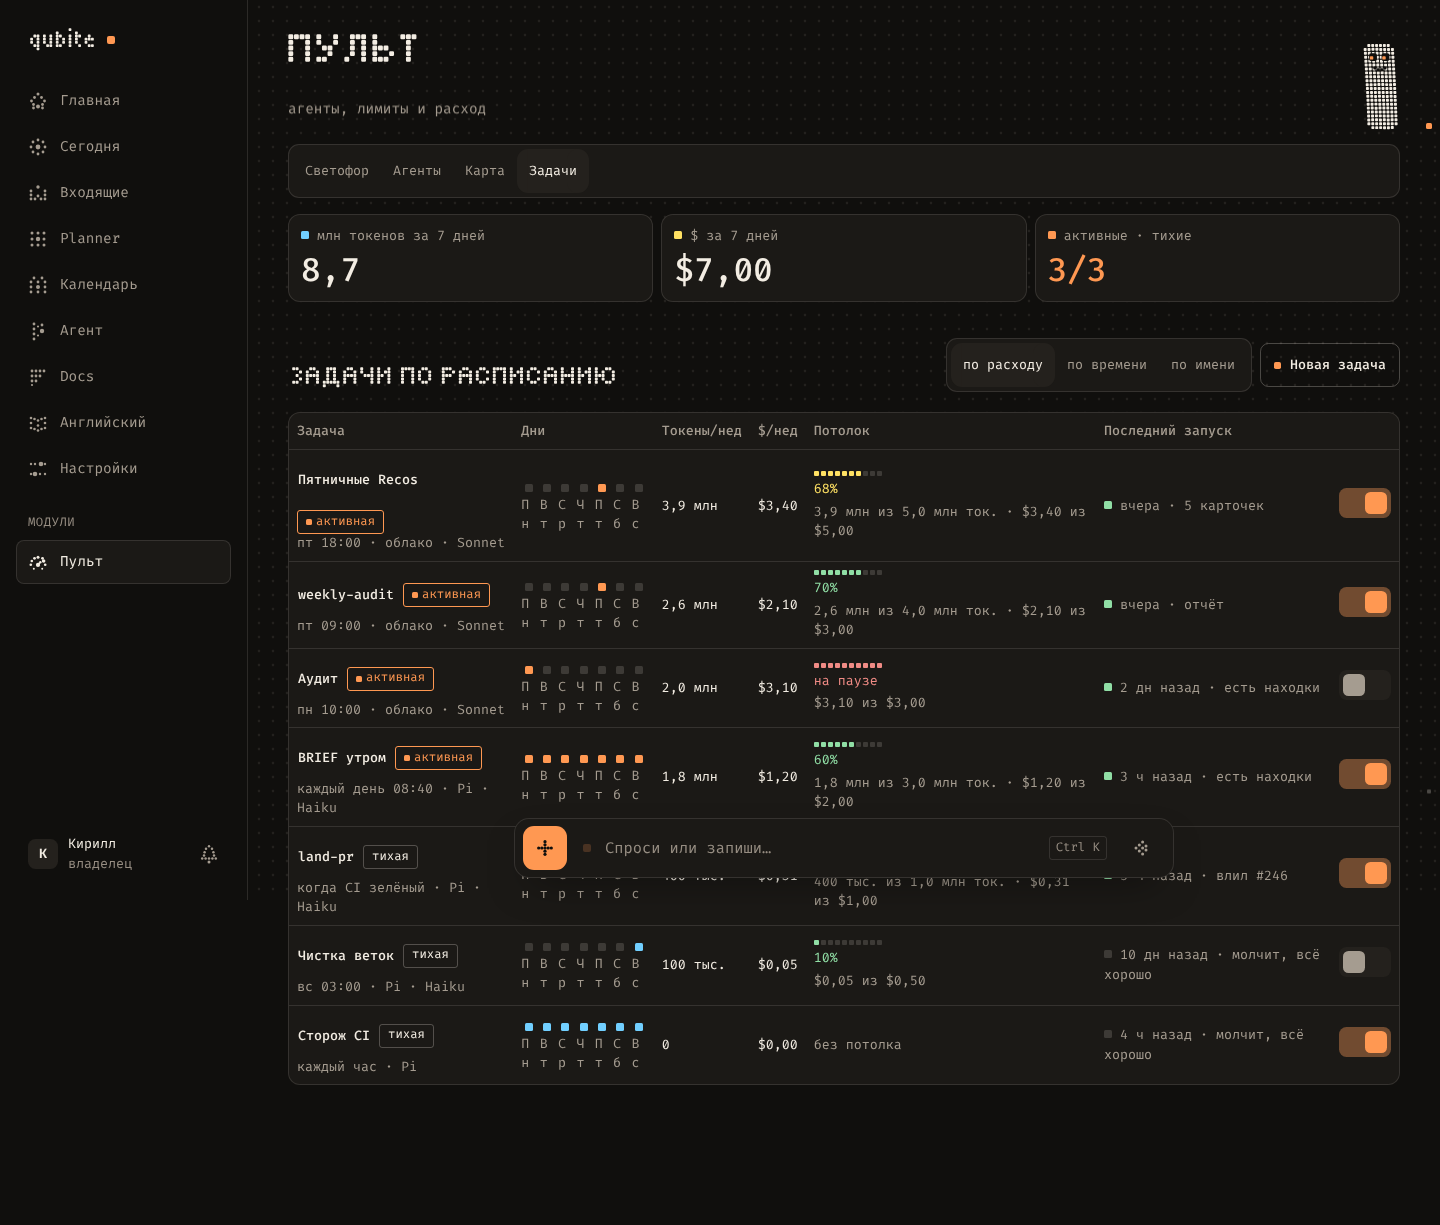 qubite
Главная
Сегодня
Входящие
Planner
Календарь
Агент
Docs
Английский
Настройки
МОДУЛИ
Пульт
К
Кирилл
владелец
ПУЛЬТ
агенты, лимиты и расход
Светофор Агенты Карта Задачи
млн токенов за 7 дней
8,7
$ за 7 дней
$7,00
активные · тихие
3/3
ЗАДАЧИ ПО РАСПИСАНИЮ
по расходу по времени по имени
Новая задача
Задача Дни Токены/нед $/нед Потолок Последний запуск
Пятничные Recos
активная
пт 18:00 · облако · Sonnet
П В С Ч П С В
н т р т т б с
3,9 млн
$3,40
68%
3,9 млн из 5,0 млн ток. · $3,40 из
$5,00
вчера · 5 карточек
weekly-audit активная
пт 09:00 · облако · Sonnet
П В С Ч П С В
н т р т т б с
2,6 млн
$2,10
70%
2,6 млн из 4,0 млн ток. · $2,10 из
$3,00
вчера · отчёт
Аудит активная
пн 10:00 · облако · Sonnet
П В С Ч П С В
н т р т т б с
2,0 млн
$3,10
на паузе
$3,10 из $3,00
2 дн назад · есть находки
BRIEF утром активная
каждый день 08:40 · Pi ·
Haiku
П В С Ч П С В
н т р т т б с
1,8 млн
$1,20
60%
1,8 млн из 3,0 млн ток. · $1,20 из
$2,00
3 ч назад · есть находки
Спроси или запиши…
Ctrl K
land-pr тихая
когда CI зелёный · Pi ·
Haiku
н т р т т б с
400 тыс. из 1,0 млн ток. · $0,31
из $1,00
назад · влил #246
Чистка веток тихая
вс 03:00 · Pi · Haiku
П В С Ч П С В
н т р т т б с
100 тыс.
$0,05
10%
$0,05 из $0,50
10 дн назад · молчит, всё
хорошо
Сторож CI тихая
каждый час · Pi
П В С Ч П С В
н т р т т б с
0
$0,00
без потолка
4 ч назад · молчит, всё
хорошо